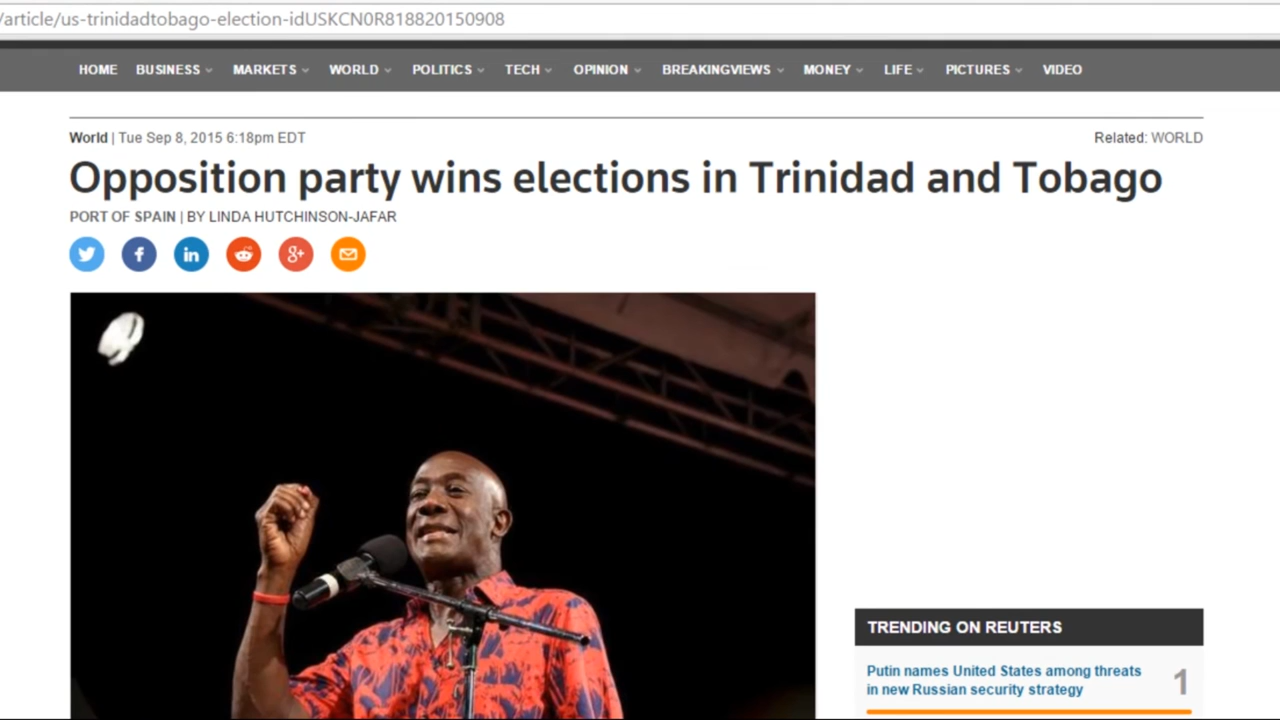 /article/us-trinidadtobago-election-idUSKCN0R818820150908
HOME BUSINESS MARKETS WORLD POLITICS TECH OPINION BREAKINGVIEWS MONEY LIFE PICTURES VIDEO
World | Tue Sep 8, 2015 6:18pm EDT
Related: WORLD
Opposition party wins elections in Trinidad and Tobago
PORT OF SPAIN | BY LINDA HUTCHINSON-JAFAR
TRENDING ON REUTERS
Putin names United States among threats
in new Russian security strategy
1